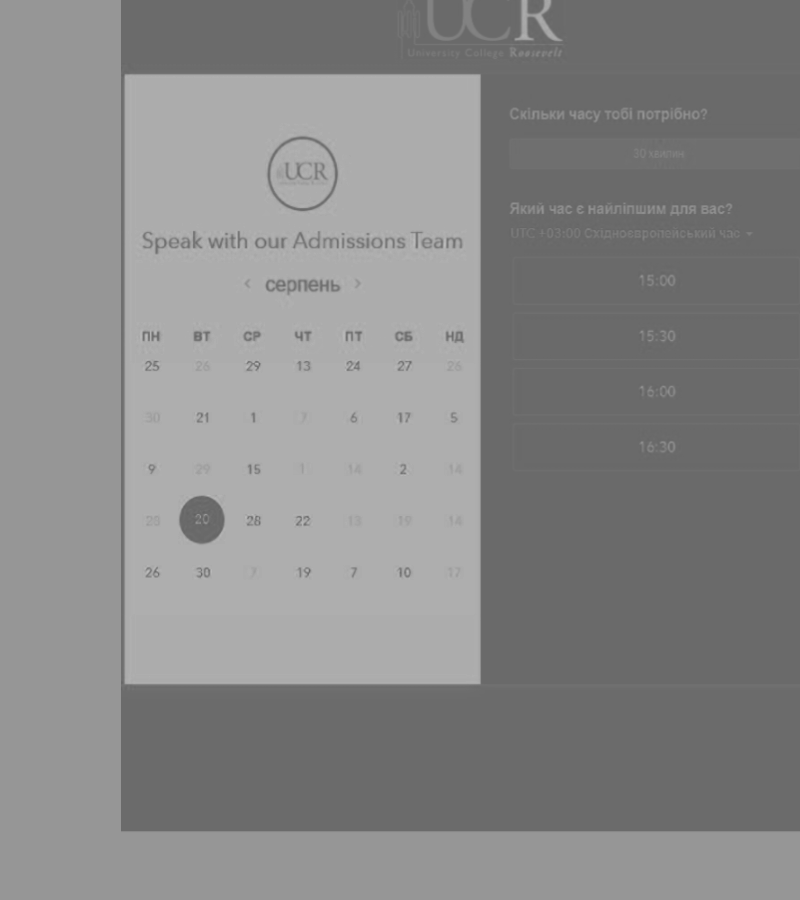 UCR
University College Roosevelt
UCR
Speak with our Admissions Team
‹ серпень ›
ПН ВТ СР ЧТ ПТ СБ НД
25 26 29 13 24 27 26
30 21 1 7 6 17 5
9 29 15 1 14 2 14
20 28 22 13 19 14
26 30 7 19 7 10 17
Скільки часу тобі потрібно?
30 хвилин
Який час є найліпшим для вас?
UTC +03:00 Східноєвропейський час
15:00
15:30
16:00
16:30